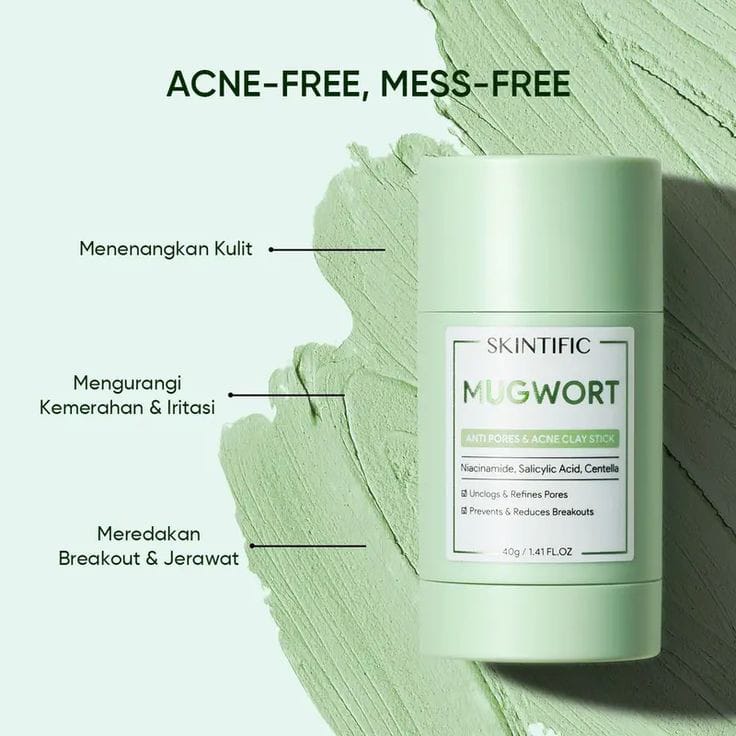 ACNE-FREE, MESS-FREE
Menenangkan Kulit
Mengurangi
Kemerahan & Iritasi
Meredakan
Breakout & Jerawat
SKINTIFIC
MUGWORT
ANTI PORES & ACNE CLAY STICK
Niacinamide, Salicylic Acid, Centella
Unclogs & Refines Pores
Prevents & Reduces Breakouts
40g / 1.41 FL.OZ